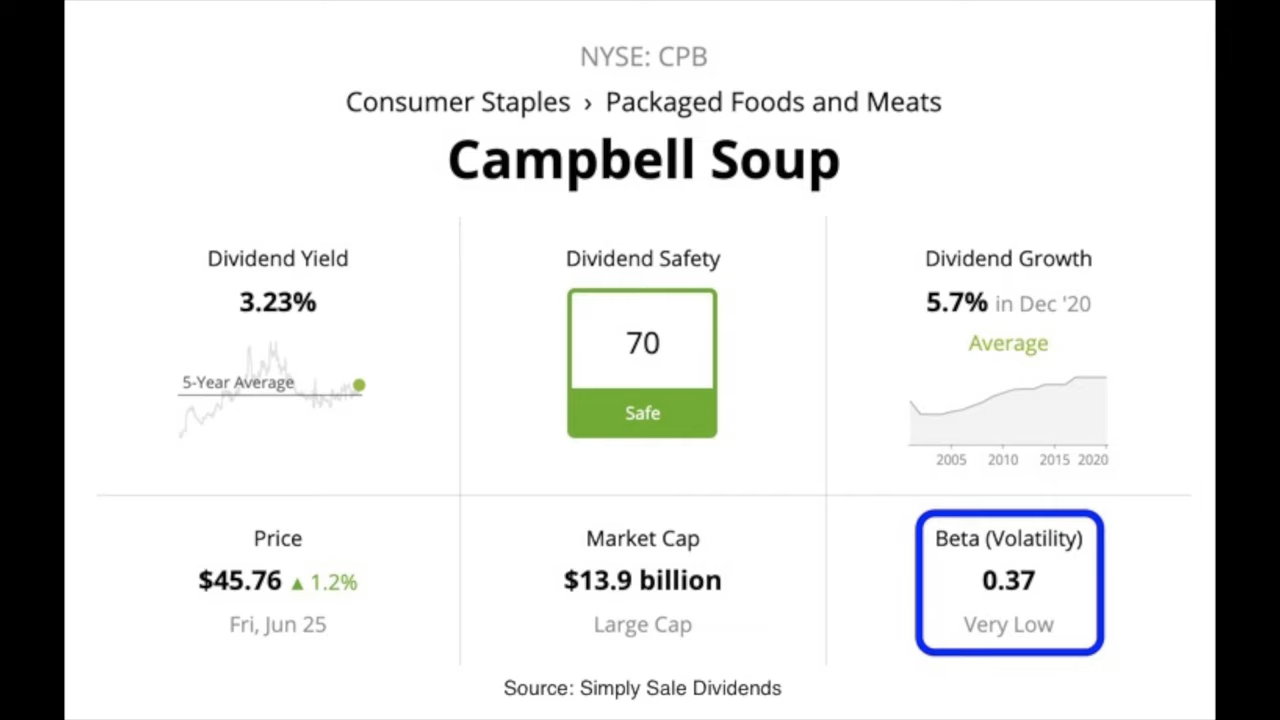 NYSE: CPB
Consumer Staples › Packaged Foods and Meats
Campbell Soup
Dividend Yield
3.23%
5-Year Average
Dividend Safety
70
Safe
Dividend Growth
5.7% in Dec '20
Average
2005 2010 2015 2020
Price
$45.76 ▲ 1.2%
Fri, Jun 25
Market Cap
$13.9 billion
Large Cap
Beta (Volatility)
0.37
Very Low
Source: Simply Sale Dividends